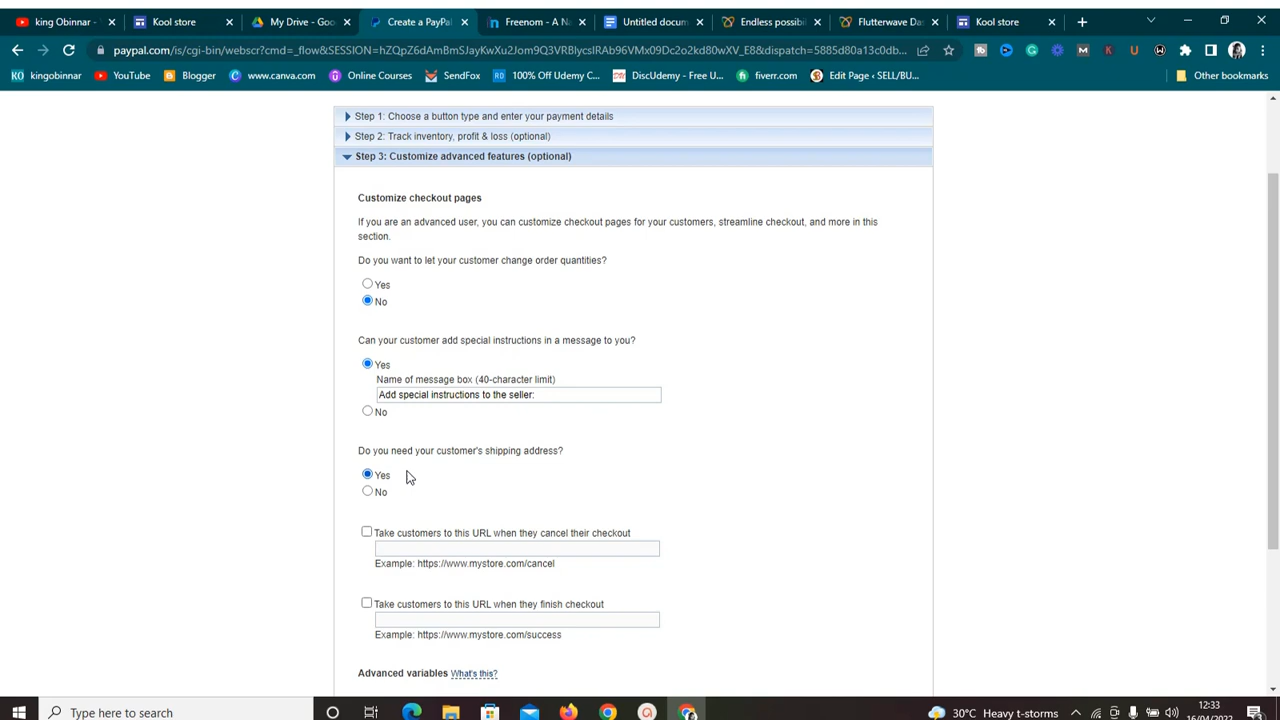 king Obinnar - 
Kool store
My Drive - Goo
Create a PayPal
Freenom - A Na
Untitled docum
Endless possibi
Flutterwave Da
Kool store
paypal.com/is/cgi-bin/webscr?cmd=_flow&SESSION=
kingobinnar
YouTube
Blogger
www.canva.com
Online Courses
SendFox
100% Off Udemy C...
DiscUdemy - Free U...
fiverr.com
Edit Page ‹ SELL/BU...
Other bookmarks
Step 1: Choose a button type and enter your payment details
Step 2: Track inventory, profit & loss (optional)
Step 3: Customize advanced features (optional)
Customize checkout pages
If you are an advanced user, you can customize checkout pages for your customers, streamline checkout, and more in this
section.
Do you want to let your customer change order quantities?
Yes
No
Can your customer add special instructions in a message to you?
Yes
Name of message box (40-character limit)
Add special instructions to the seller:
No
Do you need your customer's shipping address?
Yes
No
Take customers to this URL when they cancel their checkout
Example: https://www.mystore.com/cancel
Take customers to this URL when they finish checkout
Example: https://www.mystore.com/success
Advanced variables What's this?
Type here to search
30°C Heavy t-storms
12:33